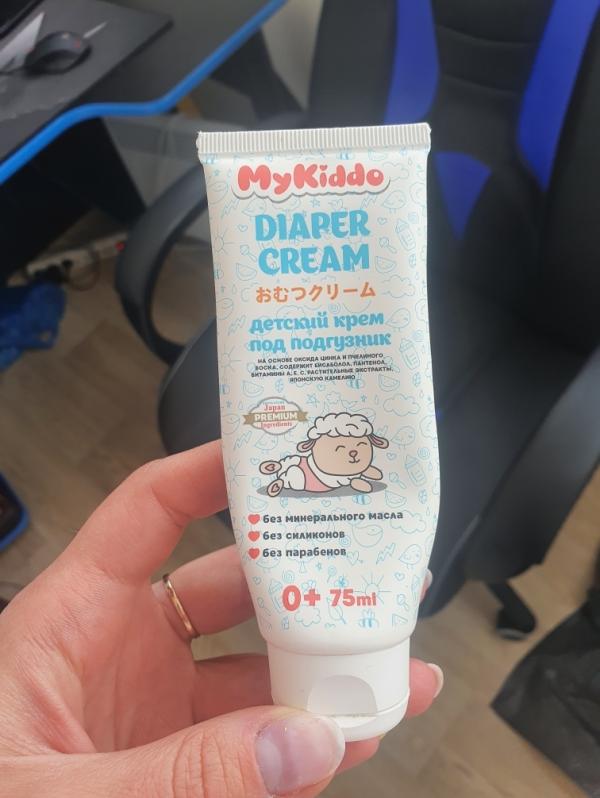 MyKiddo
DIAPER
CREAM
おむつクリーム
детский крем
под подгузник
НА ОСНОВЕ ОКСИДА ЦИНКА И ПЧЕЛИНОГО
ВОСКА, СОДЕРЖИТ БИСАБОЛОЛ, ПАНТЕНОЛ,
ВИТАМИНЫ А, Е, С, РАСТИТЕЛЬНЫЕ ЭКСТРАКТЫ,
ЯПОНСКУЮ КАМЕЛИЮ
Japan
PREMIUM
Ingredients
без минерального масла
без силиконов
без парабенов
0+ 75ml